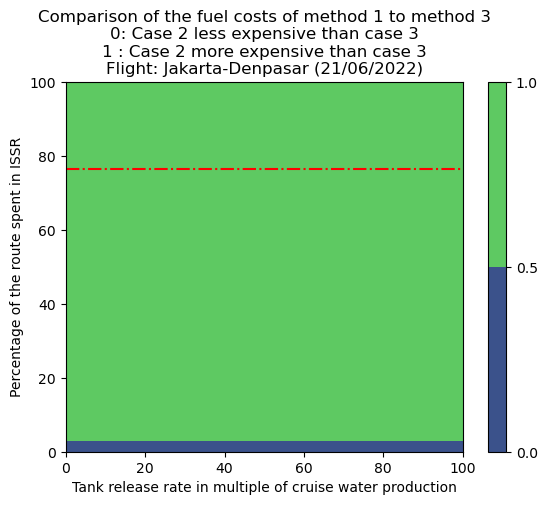 Comparison of the fuel costs of method 1 to method 3
0: Case 2 less expensive than case 3
1 : Case 2 more expensive than case 3
Flight: Jakarta-Denpasar (21/06/2022)
100
80
60
40
20
0
Percentage of the route spent in ISSR
0 20 40 60 80 100
Tank release rate in multiple of cruise water production
1.0
0.5
0.0